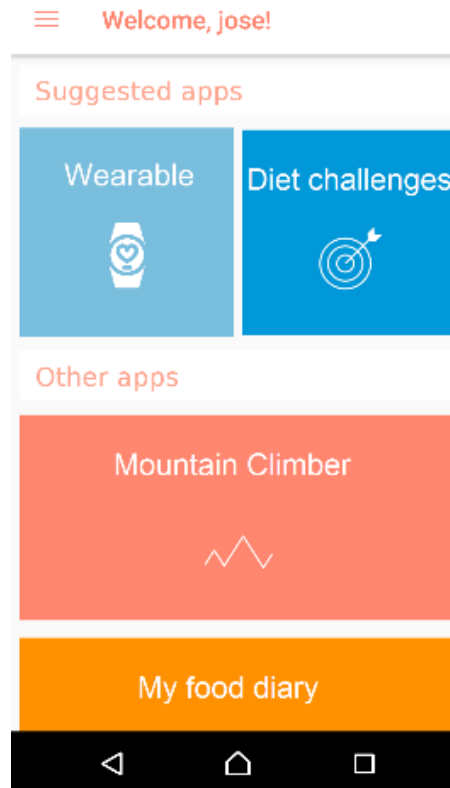 Welcome, jose!
Suggested apps
Wearable
Diet challenges
Other apps
Mountain Climber
My food diary